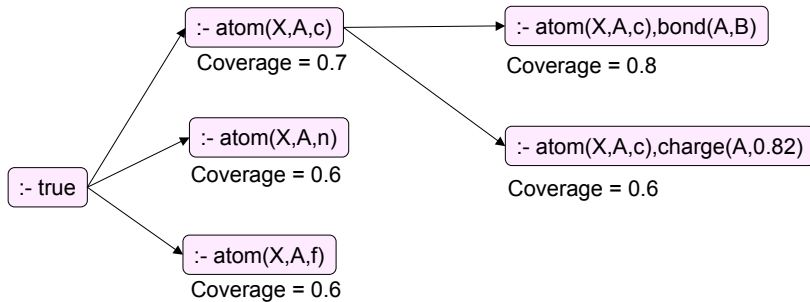 :- true
:- atom(X,A,c)
Coverage = 0.7
:- atom(X,A,n)
Coverage = 0.6
:- atom(X,A,f)
Coverage = 0.6
:- atom(X,A,c),bond(A,B)
Coverage = 0.8
:- atom(X,A,c),charge(A,0.82)
Coverage = 0.6